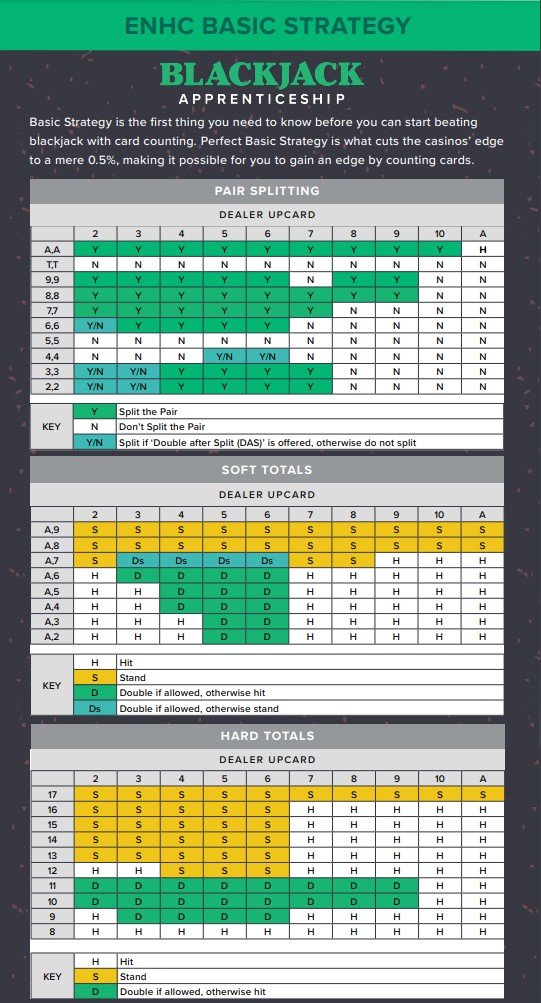 ENHC BASIC STRATEGY
BLACKJACK
APPRENTICESHIP
Basic Strategy is the first thing you need to know before you can start beating
blackjack with card counting. Perfect Basic Strategy is what cuts the casinos' edge
to a mere 0.5%, making it possible for you to gain an edge by counting cards.
PAIR SPLITTING
DEALER UPCARD
2 3 4 5 6 7 8 9 10 A
A,A Y Y Y Y Y Y Y Y Y H
T,T N N N N N N N N N N
9,9 Y Y Y Y Y N Y Y N N
8,8 Y Y Y Y Y Y Y Y N N
7,7 Y Y Y Y Y Y N N N N
6,6 Y/N Y Y Y Y N N N N N
5,5 N N N N N N N N N N
4,4 N N N Y/N Y/N N N N N N
3,3 Y/N Y/N Y Y Y Y N N N N
2,2 Y/N Y/N Y Y Y Y N N N N
KEY
Y Split the Pair
N Don't Split the Pair
Y/N Split if 'Double after Split (DAS)' is offered, otherwise do not split
SOFT TOTALS
DEALER UPCARD
2 3 4 5 6 7 8 9 10 A
A,9 S S S S S S S S S S
A,8 S S S S S S S S S S
A,7 S Ds Ds Ds Ds S S H H H
A,6 H D D D D H H H H H
A,5 H H D D D H H H H H
A,4 H H D D D H H H H H
A,3 H H H D D H H H H H
A,2 H H H D D H H H H H
KEY
H Hit
S Stand
D Double if allowed, otherwise hit
Ds Double if allowed, otherwise stand
HARD TOTALS
DEALER UPCARD
2 3 4 5 6 7 8 9 10 A
17 S S S S S S S S S S
16 S S S S S H H H H H
15 S S S S S H H H H H
14 S S S S S H H H H H
13 S S S S S H H H H H
12 H H S S S H H H H H
11 D D D D D D D D H H
10 D D D D D D D D H H
9 H D D D D H H H H H
8 H H H H H H H H H H
KEY
H Hit
S Stand
D Double if allowed, otherwise hit